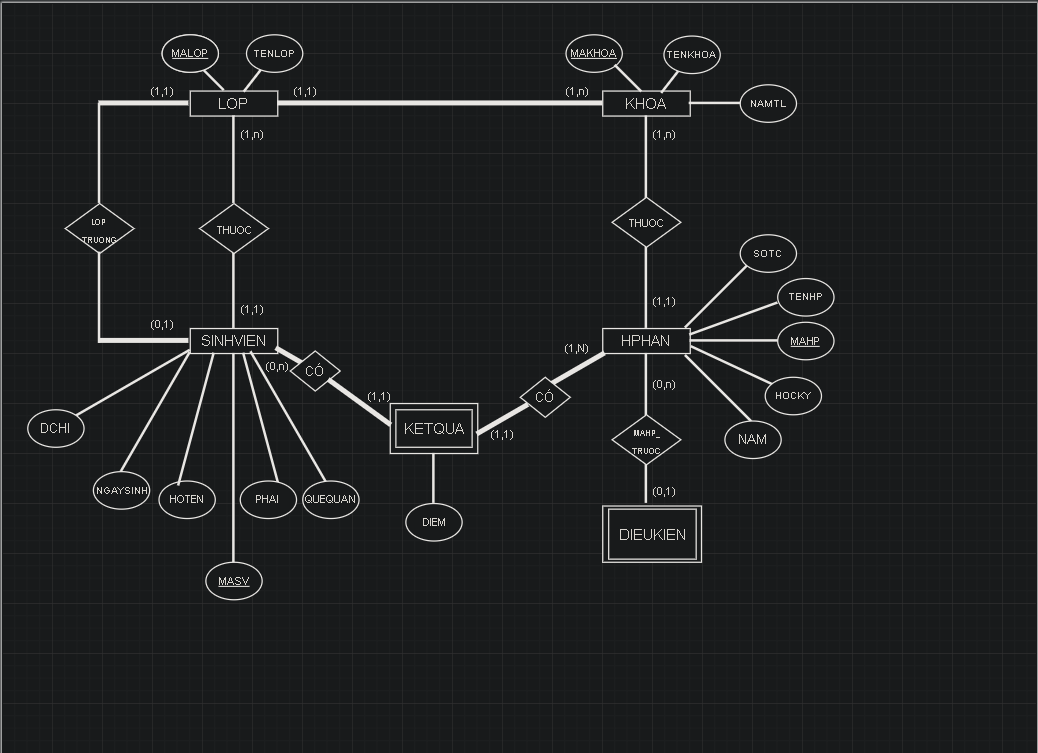 MALOP
TENLOP
MAKHOA
TENKHOA
(1,1)
LOP
(1,1)
(1,n)
KHOA
NAMTL
(1,n)
(1,n)
LOP
TRUONG
THUOC
THUOC
SOTC
TENHP
(1,1)
(1,1)
(0,1)
SINHVIEN
HPHAN
MAHP
(1,N)
(0,n)
CÓ
(0,n)
HOCKY
(1,1)
CÓ
DCHI
KETQUA
(1,1)
MAHP_
TRUOC
NAM
NGAYSINH
HOTEN
PHAI
QUEQUAN
(0,1)
DIEM
DIEUKIEN
MASV